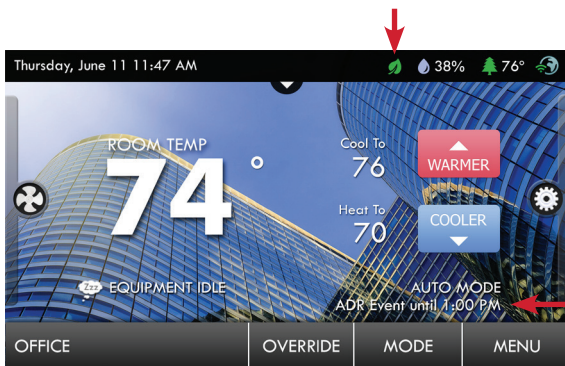 Thursday, June 11 11:47 AM 38% 76°
ROOM TEMP
74°
Cool To
76
WARMER
Heat To
70
COOLER
Zzz EQUIPMENT IDLE
AUTO MODE
ADR Event until 1:00 PM
OFFICE OVERRIDE MODE MENU